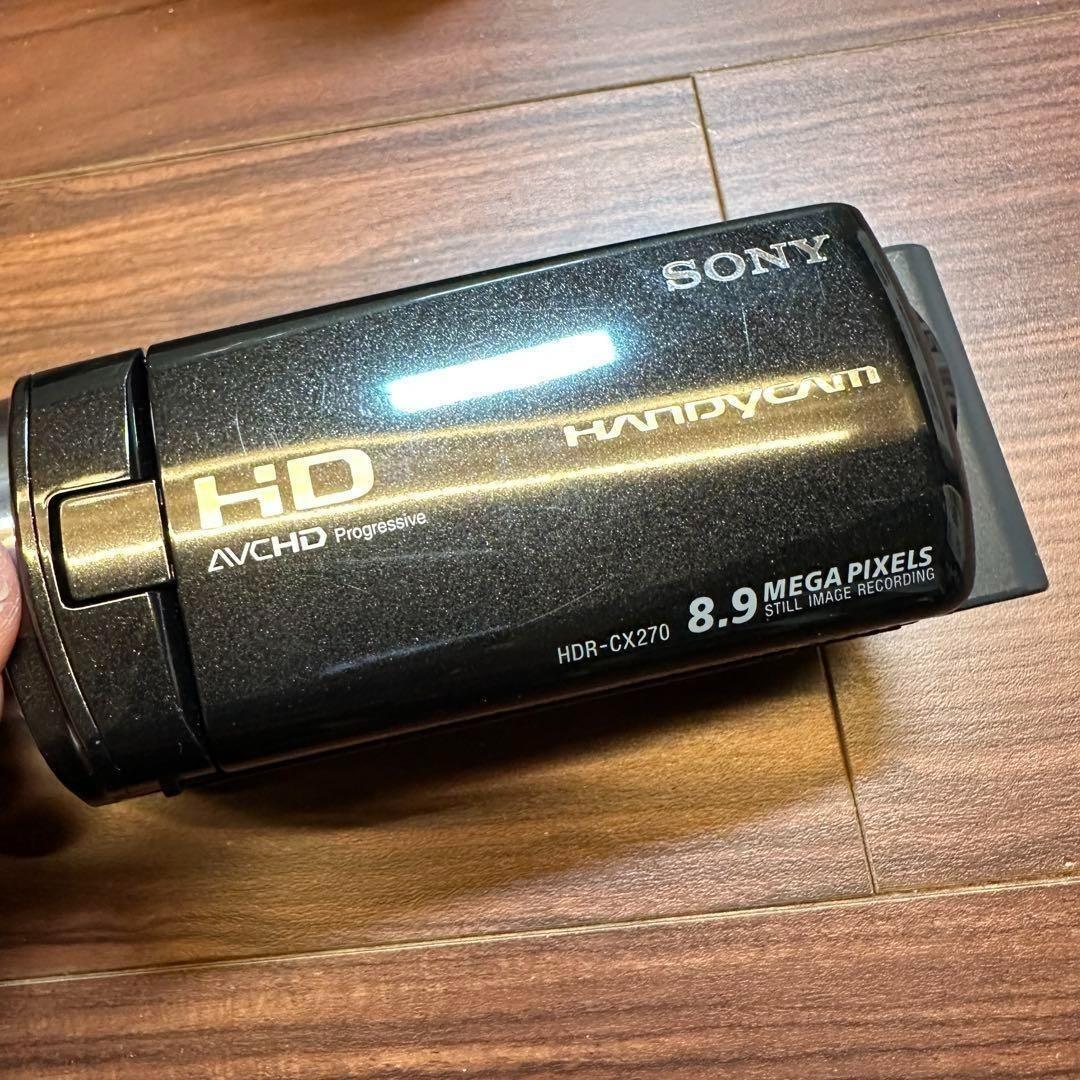 SONY
HANDYCAM
HD
AVCHD Progressive
HDR-CX270
8.9 MEGA PIXELS
STILL IMAGE RECORDING